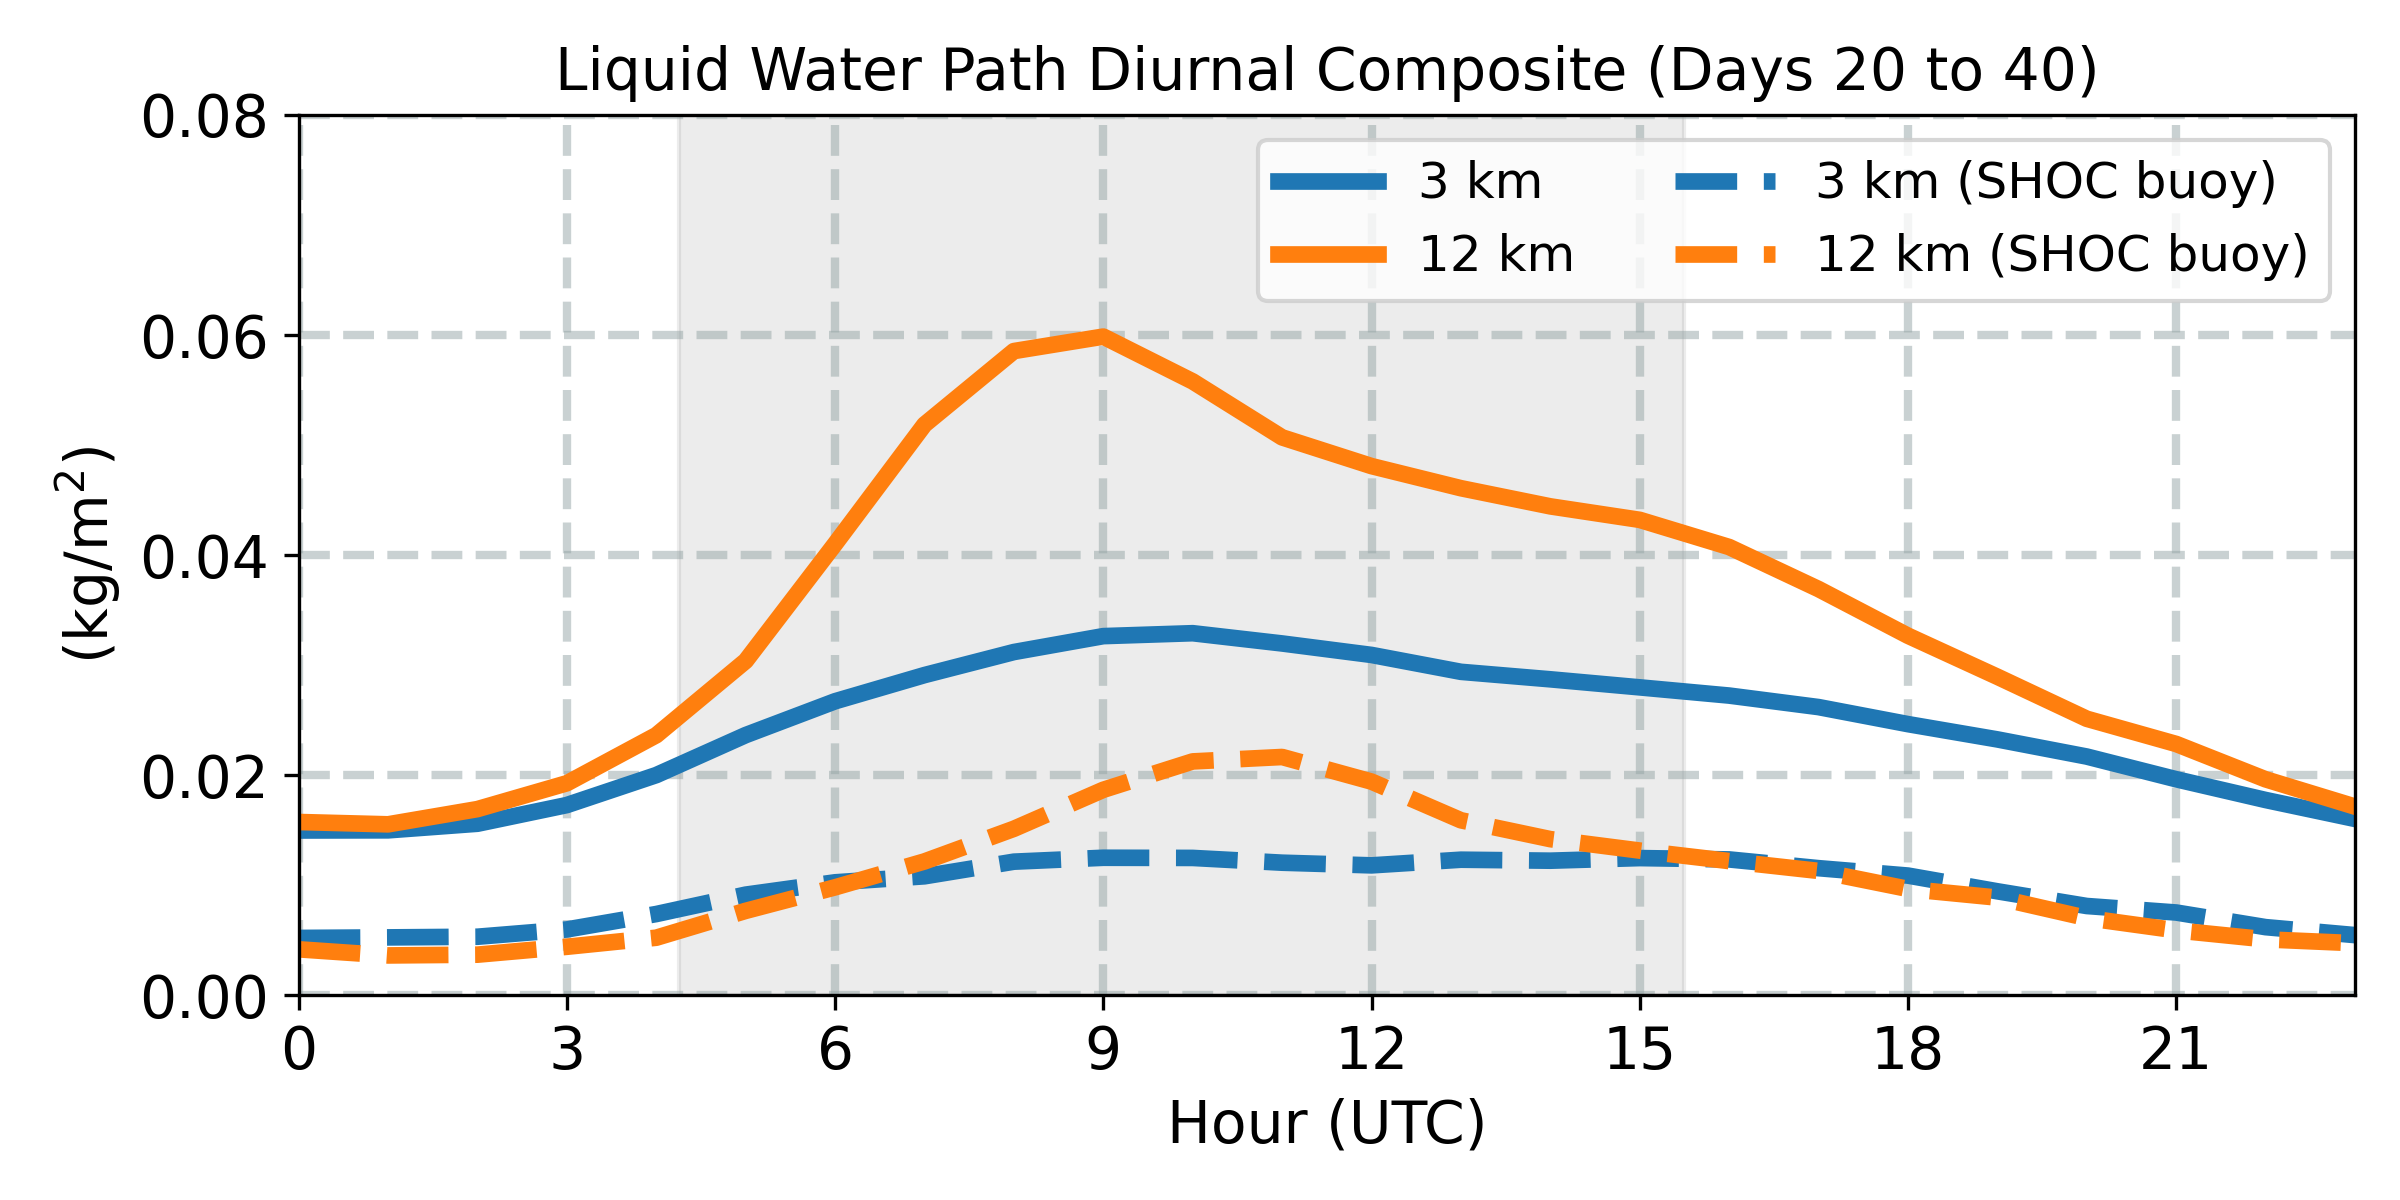 Liquid Water Path Diurnal Composite (Days 20 to 40)
0.08
0.06
0.04
0.02
0.00
(kg/m²)
3 km
12 km
3 km (SHOC buoy)
12 km (SHOC buoy)
0 3 6 9 12 15 18 21
Hour (UTC)